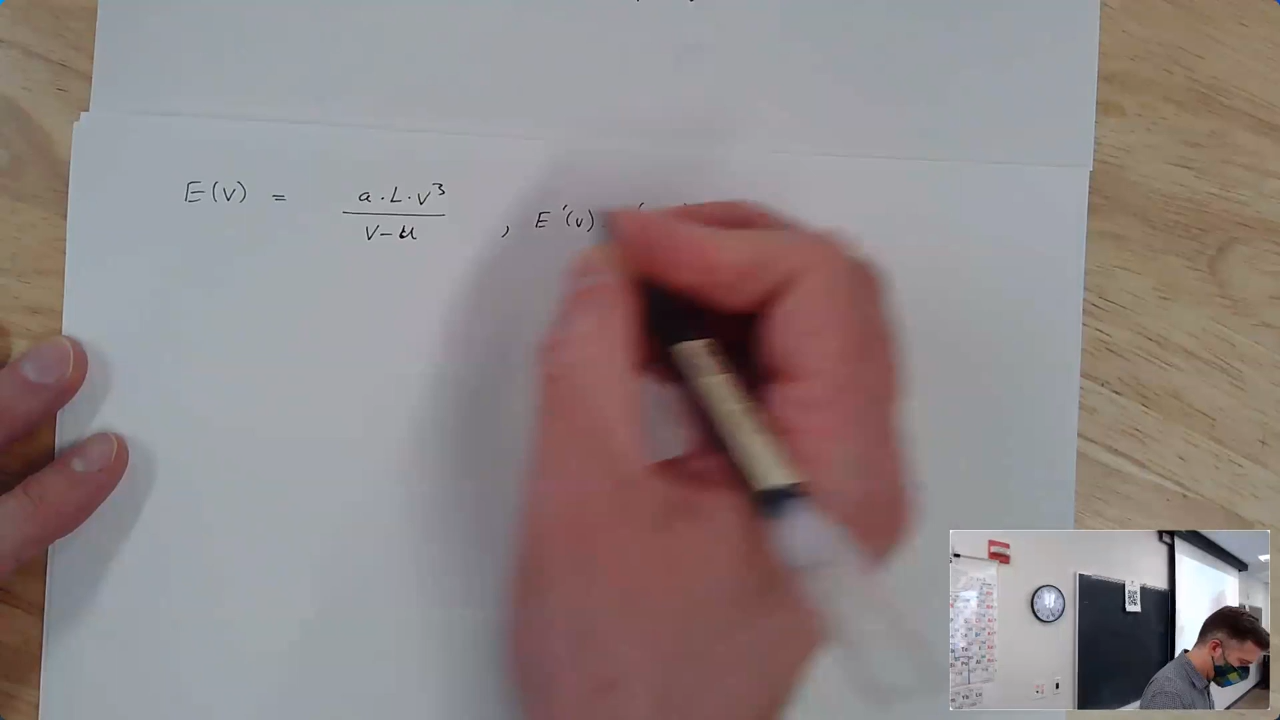 E(v) = a·L·v³ / v-u , E'(v)